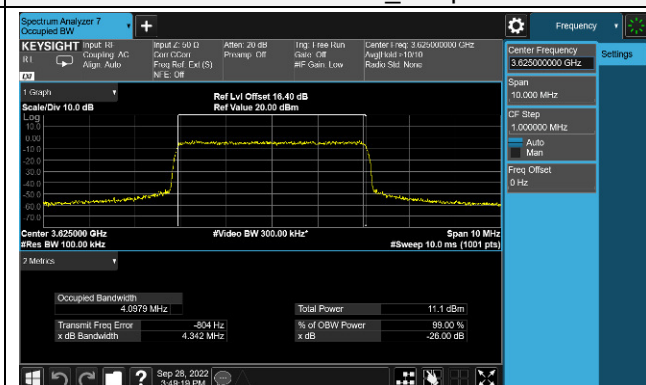 Spectrum Analyzer 7
Occupied BW
Frequency
KEYSIGHT Input: RF
Coupling: AC
Align: Auto
Input Z: 50 Ω
Corr CCorr
Freq Ref: Ext (S)
NFE: Off
Atten: 20 dB
Preamp: Off
Trig: Free Run
Gate: Off
#IF Gain: Low
Center Freq: 3.625000000 GHz
Avg|Hold:>10/10
Radio Std: None
Center Frequency
3.625000000 GHz
Settings
Span
10.000 MHz
CF Step
1.000000 MHz
Auto
Man
Freq Offset
0 Hz
1 Graph
Scale/Div 10.0 dB
Ref Lvl Offset 16.40 dB
Ref Value 20.00 dBm
Log
10.0
0.00
-10.0
-20.0
-30.0
-40.0
-50.0
-60.0
-70.0
Center 3.625000 GHz
#Res BW 100.00 kHz
#Video BW 300.00 kHz*
Span 10 MHz
#Sweep 10.0 ms (1001 pts)
2 Metrics
Occupied Bandwidth
4.0979 MHz
Total Power 11.1 dBm
Transmit Freq Error -804 Hz
% of OBW Power 99.00 %
x dB Bandwidth 4.342 MHz
x dB -26.00 dB
Sep 28, 2022
3:49:19 PM